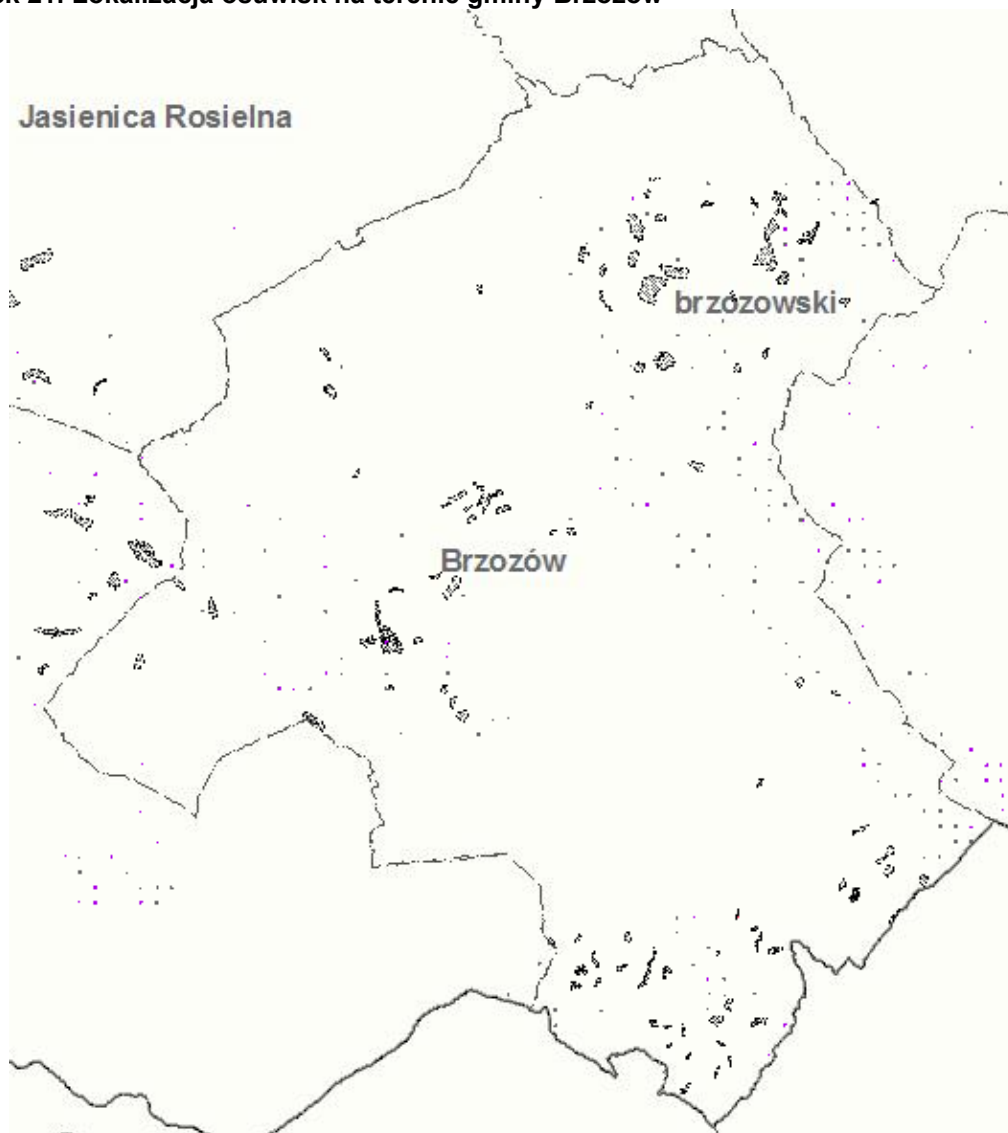 k 21. Lokalizacja osuwisk na terenie gminy Brzozów
Jasienica Rosielna
brzozowski
Brzozów